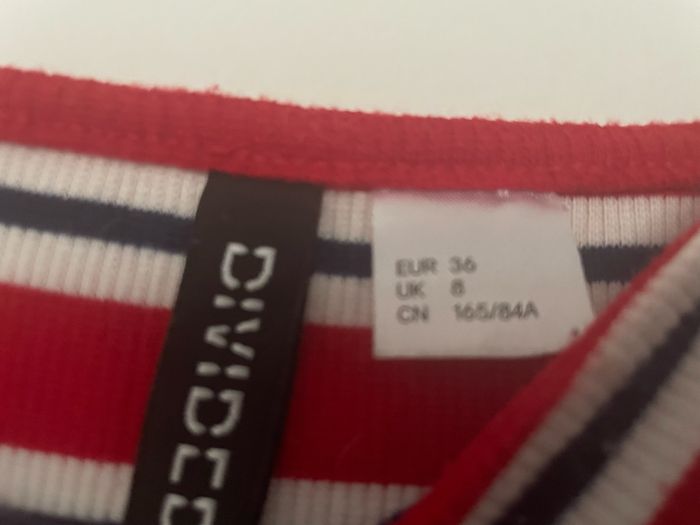 DIVIDED
EUR 36
UK 8
CN 165/84A